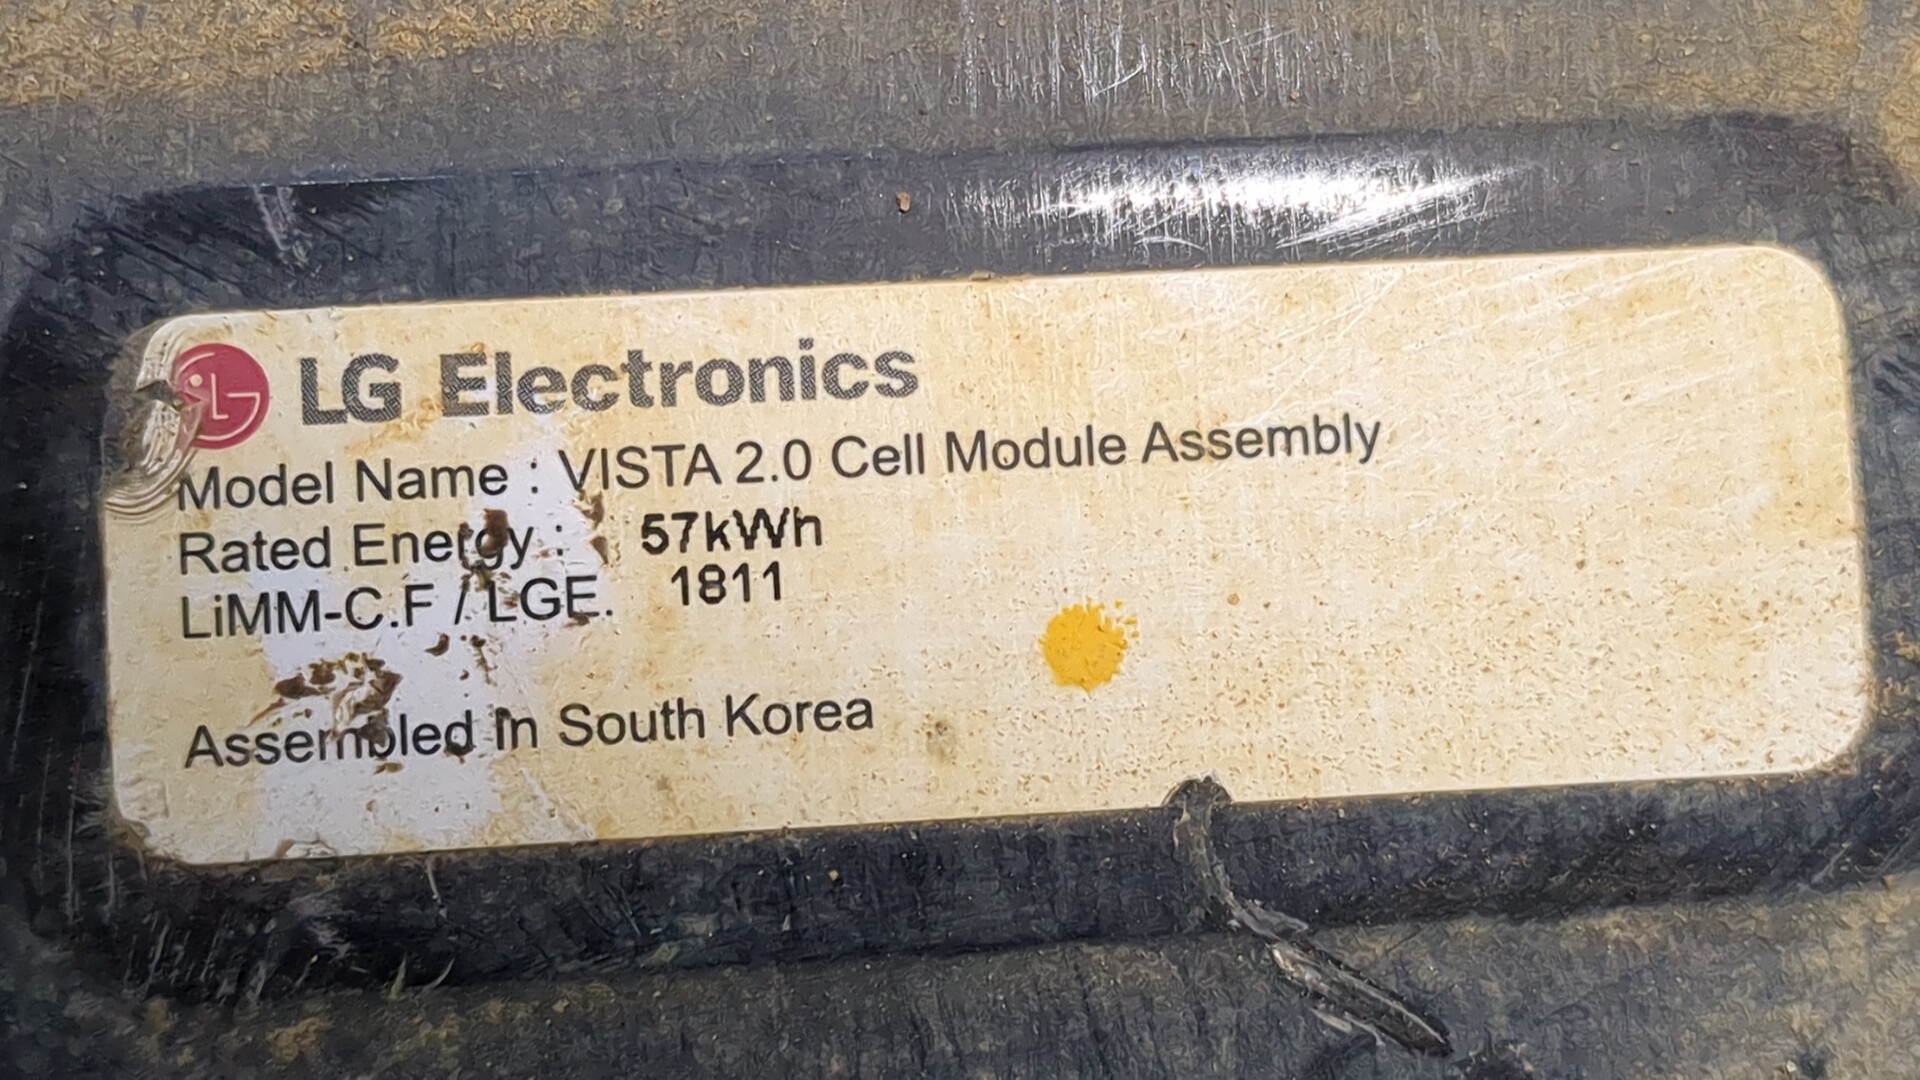 LG LG Electronics
Model Name : VISTA 2.0 Cell Module Assembly
Rated Energy : 57kWh
LiMM-C.F / LGE. 1811
Assembled in South Korea